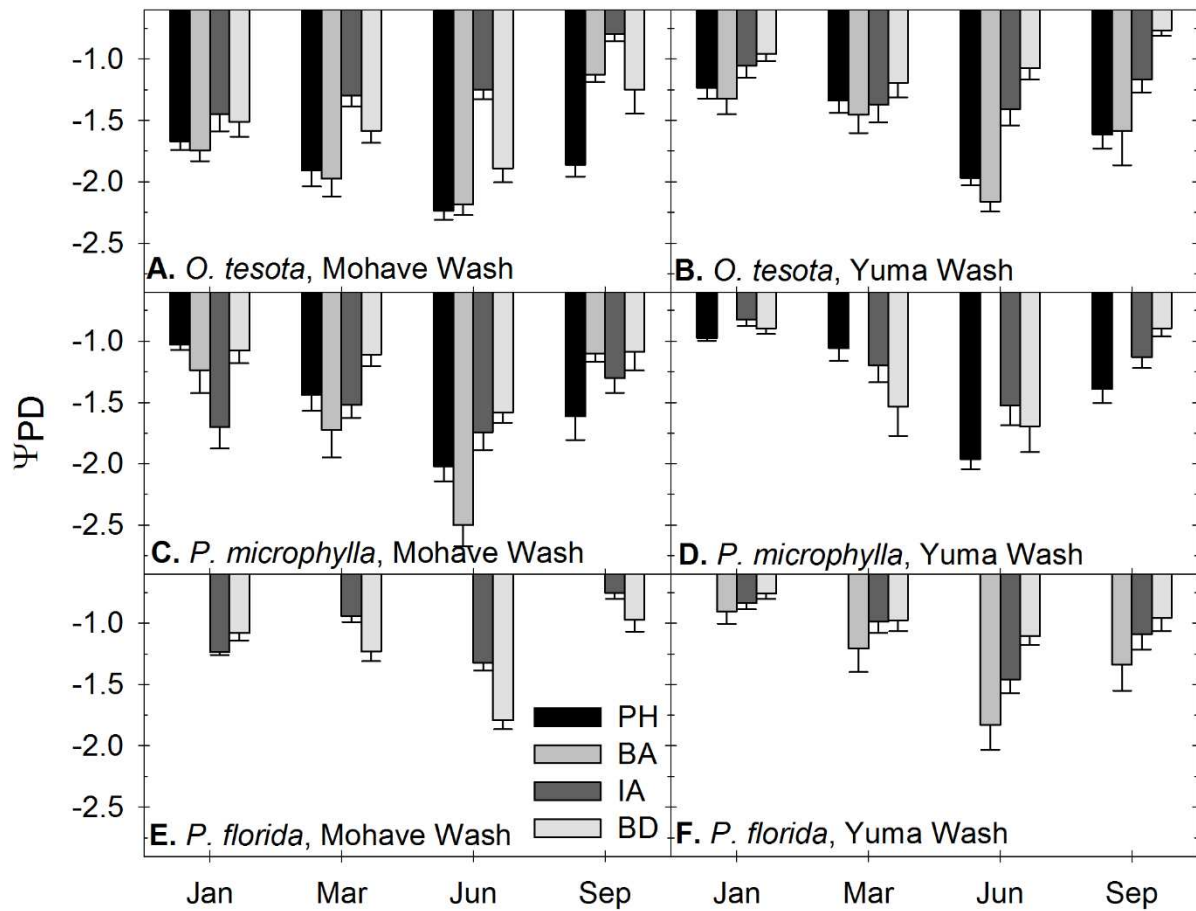 -1.0
-1.5
-2.0
-2.5
A. O. tesota, Mohave Wash
B. O. tesota, Yuma Wash
-1.0
-1.5
-2.0
-2.5
C. P. microphylla, Mohave Wash
D. P. microphylla, Yuma Wash
ΨPD
-1.0
-1.5
-2.0
-2.5
PH
BA
IA
BD
E. P. florida, Mohave Wash
F. P. florida, Yuma Wash
Jan Mar Jun Sep Jan Mar Jun Sep